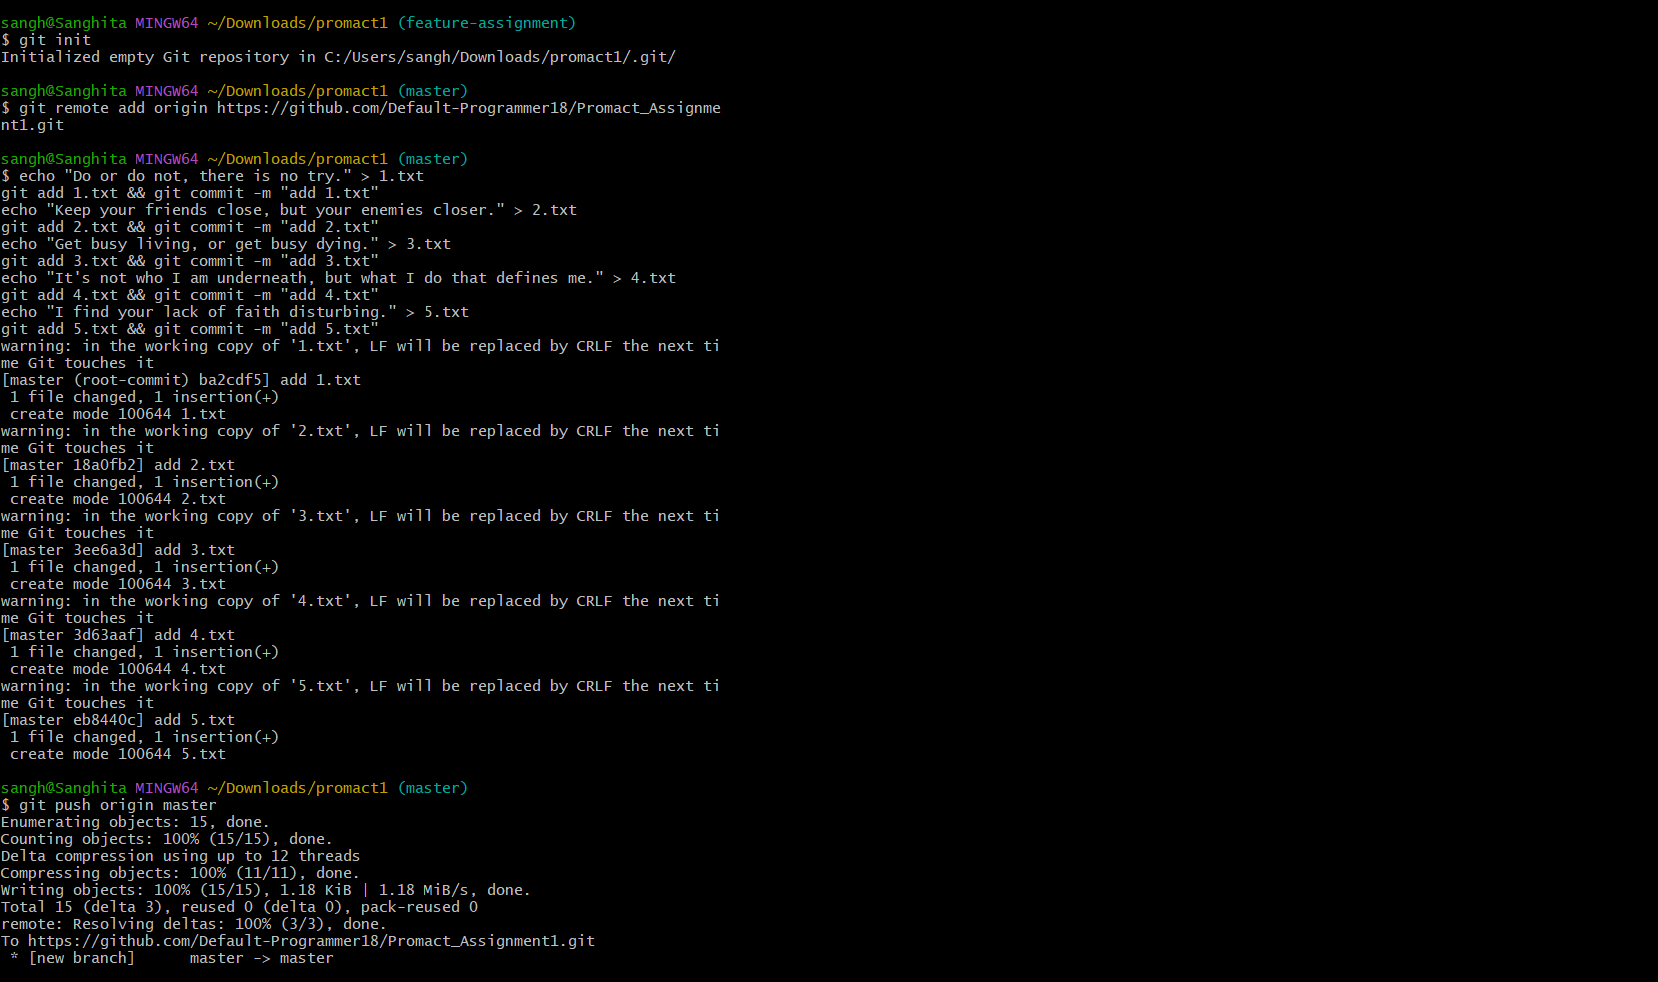 sangh@Sanghita MINGW64 ~/Downloads/promact1 (feature-assignment)
$ git init
Initialized empty Git repository in C:/Users/sangh/Downloads/promact1/.git/
sangh@Sanghita MINGW64 ~/Downloads/promact1 (master)
$ git remote add origin https://github.com/Default-Programmer18/Promact_Assignme
nt1.git
sangh@Sanghita MINGW64 ~/Downloads/promact1 (master)
$ echo "Do or do not, there is no try." > 1.txt
git add 1.txt && git commit -m "add 1.txt"
echo "Keep your friends close, but your enemies closer." > 2.txt
git add 2.txt && git commit -m "add 2.txt"
echo "Get busy living, or get busy dying." > 3.txt
git add 3.txt && git commit -m "add 3.txt"
echo "It's not who I am underneath, but what I do that defines me." > 4.txt
git add 4.txt && git commit -m "add 4.txt"
echo "I find your lack of faith disturbing." > 5.txt
git add 5.txt && git commit -m "add 5.txt"
warning: in the working copy of '1.txt', LF will be replaced by CRLF the next ti
me Git touches it
[master (root-commit) ba2cdf5] add 1.txt
 1 file changed, 1 insertion(+)
 create mode 100644 1.txt
warning: in the working copy of '2.txt', LF will be replaced by CRLF the next ti
me Git touches it
[master 18a0fb2] add 2.txt
 1 file changed, 1 insertion(+)
 create mode 100644 2.txt
warning: in the working copy of '3.txt', LF will be replaced by CRLF the next ti
me Git touches it
[master 3ee6a3d] add 3.txt
 1 file changed, 1 insertion(+)
 create mode 100644 3.txt
warning: in the working copy of '4.txt', LF will be replaced by CRLF the next ti
me Git touches it
[master 3d63aaf] add 4.txt
 1 file changed, 1 insertion(+)
 create mode 100644 4.txt
warning: in the working copy of '5.txt', LF will be replaced by CRLF the next ti
me Git touches it
[master eb8440c] add 5.txt
 1 file changed, 1 insertion(+)
 create mode 100644 5.txt
sangh@Sanghita MINGW64 ~/Downloads/promact1 (master)
$ git push origin master
Enumerating objects: 15, done.
Counting objects: 100% (15/15), done.
Delta compression using up to 12 threads
Compressing objects: 100% (11/11), done.
Writing objects: 100% (15/15), 1.18 KiB | 1.18 MiB/s, done.
Total 15 (delta 3), reused 0 (delta 0), pack-reused 0
remote: Resolving deltas: 100% (3/3), done.
To https://github.com/Default-Programmer18/Promact_Assignment1.git
 * [new branch]      master -> master